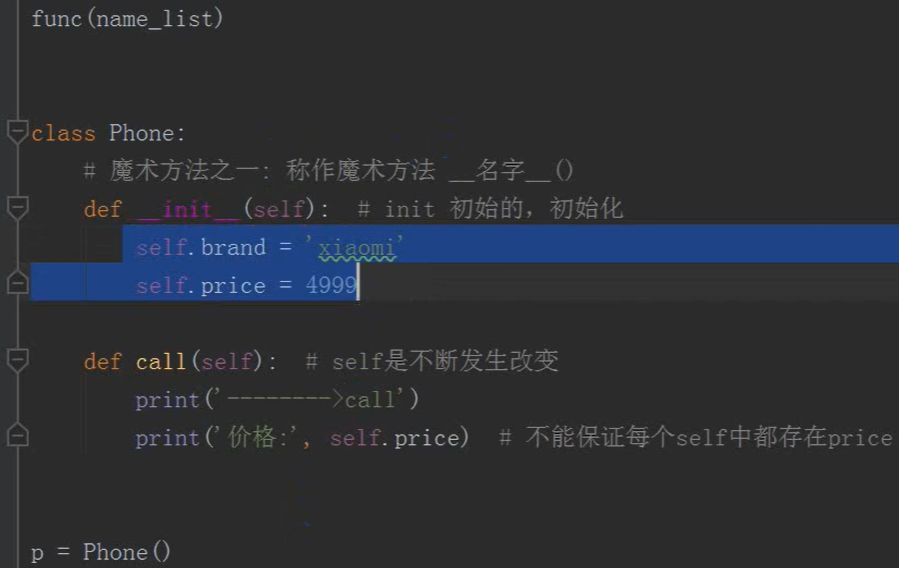 func(name_list)
class Phone:
# 魔术方法之一: 称作魔术方法 __名字__()
def __init__(self): # init 初始的，初始化
self.brand = 'xiaomi'
self.price = 4999
def call(self): # self是不断发生改变
print('-------->call')
print('价格:', self.price) # 不能保证每个self中都存在price
p = Phone()